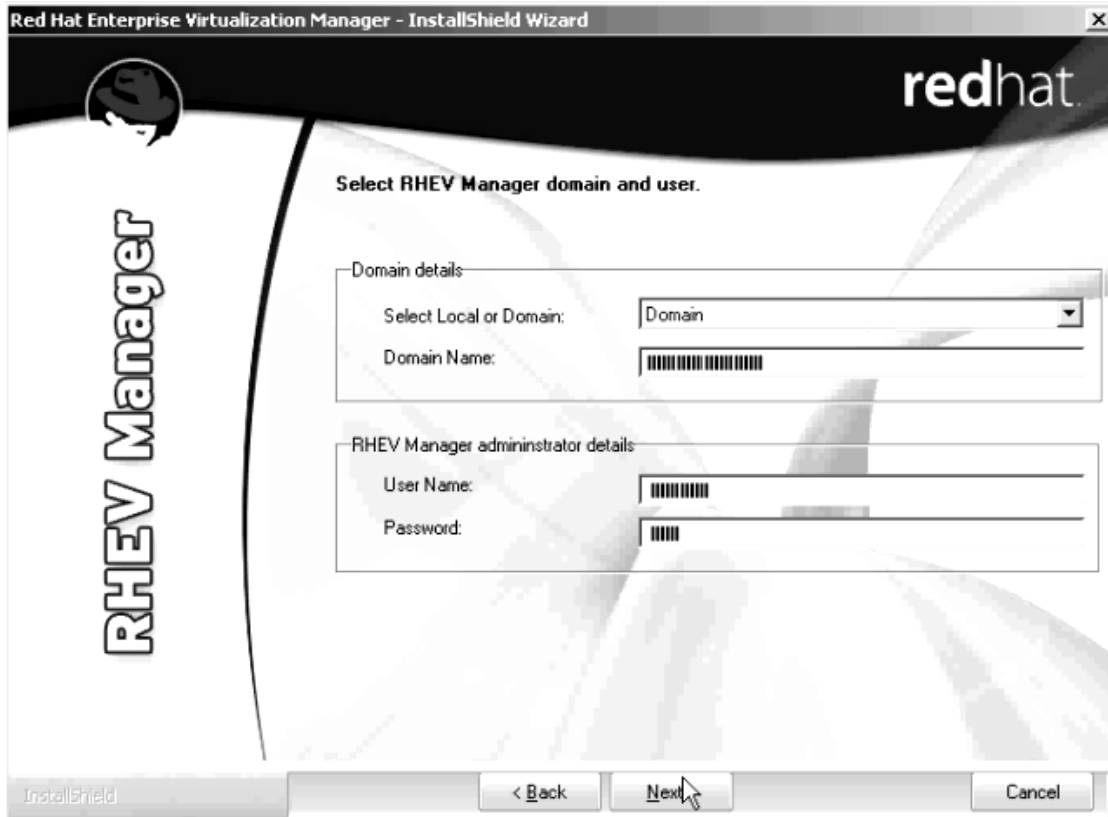 Red Hat Enterprise Virtualization Manager - InstallShield Wizard
redhat.
RHEV Manager
Select RHEV Manager domain and user.
Domain details
Select Local or Domain: Domain
Domain Name:
RHEV Manager admininstrator details
User Name:
Password:
InstallShield
< Back Next Cancel